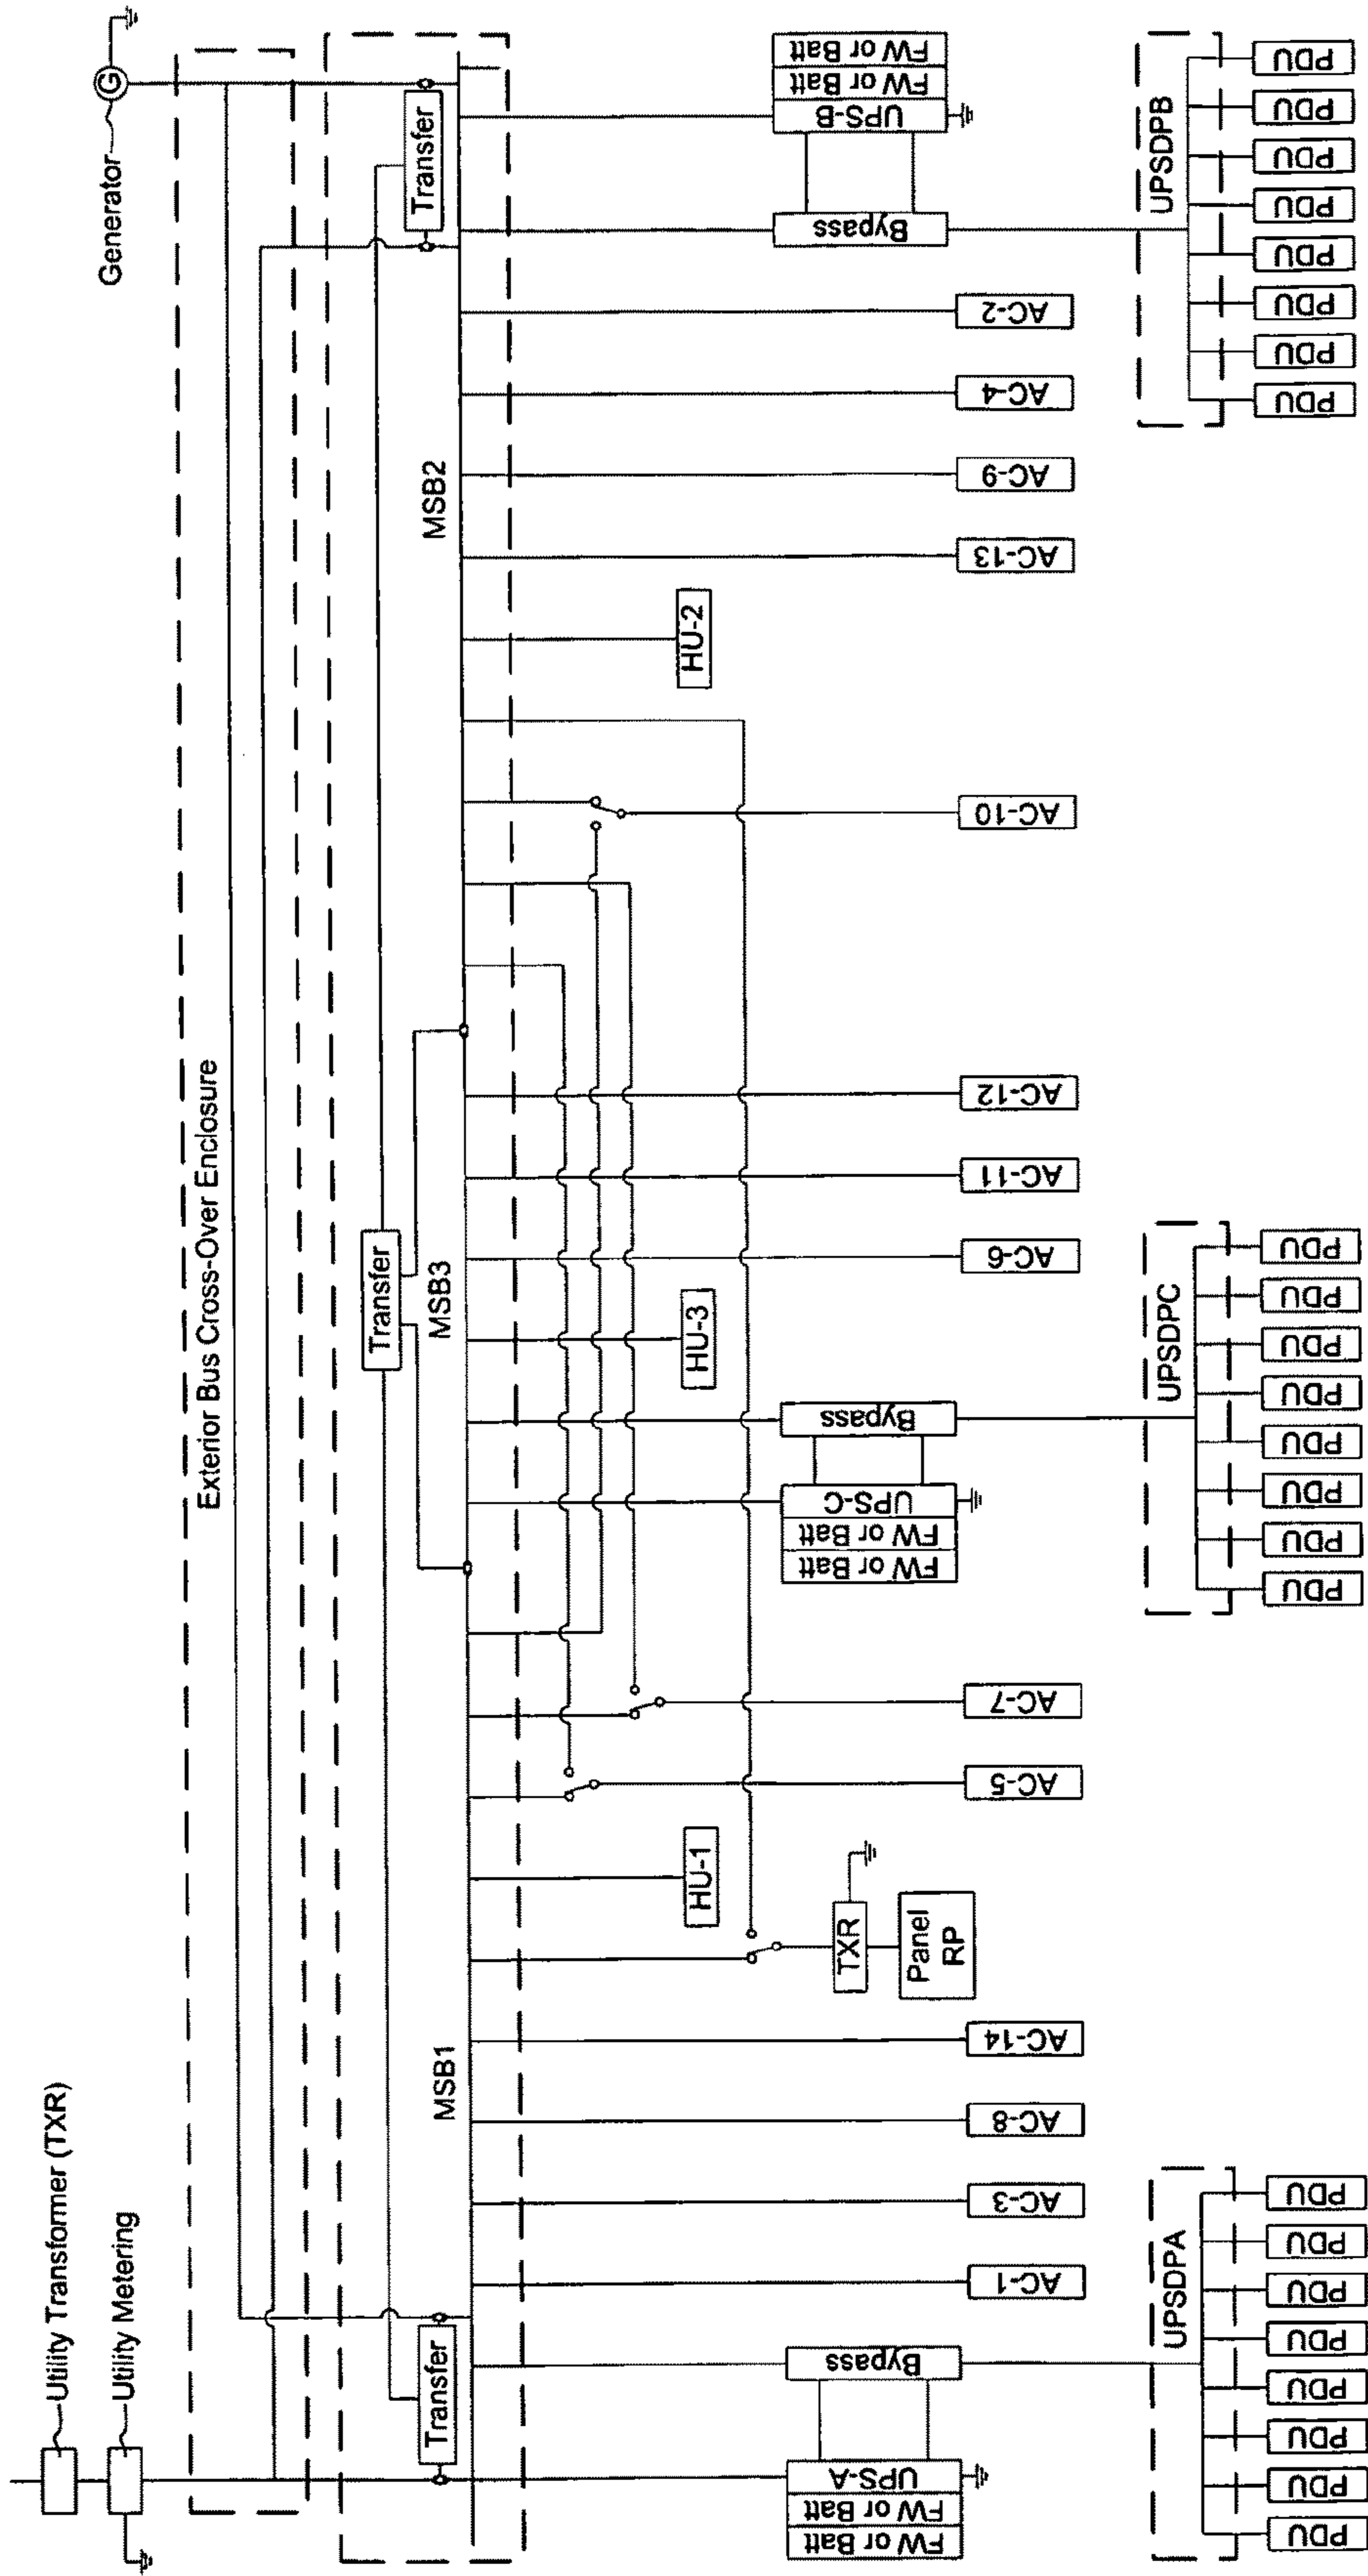 Utility Transformer (TXR)
Utility Metering
Generator
G
Exterior Bus Cross-Over Enclosure
Transfer
Transfer
Transfer
MSB1
MSB3
MSB2
UPS-A
FW or Batt
FW or Batt
Bypass
AC-1
AC-3
AC-8
AC-14
TXR
Panel
RP
HU-1
AC-5
AC-7
FW or Batt
FW or Batt
UPS-C
Bypass
HU-3
AC-6
AC-11
AC-12
AC-10
HU-2
AC-13
AC-9
AC-4
AC-2
Bypass
UPS-B
FW or Batt
FW or Batt
UPSDPA
PDU
PDU
PDU
PDU
PDU
PDU
PDU
PDU
UPSDPC
PDU
PDU
PDU
PDU
PDU
PDU
PDU
PDU
UPSDPB
PDU
PDU
PDU
PDU
PDU
PDU
PDU
PDU